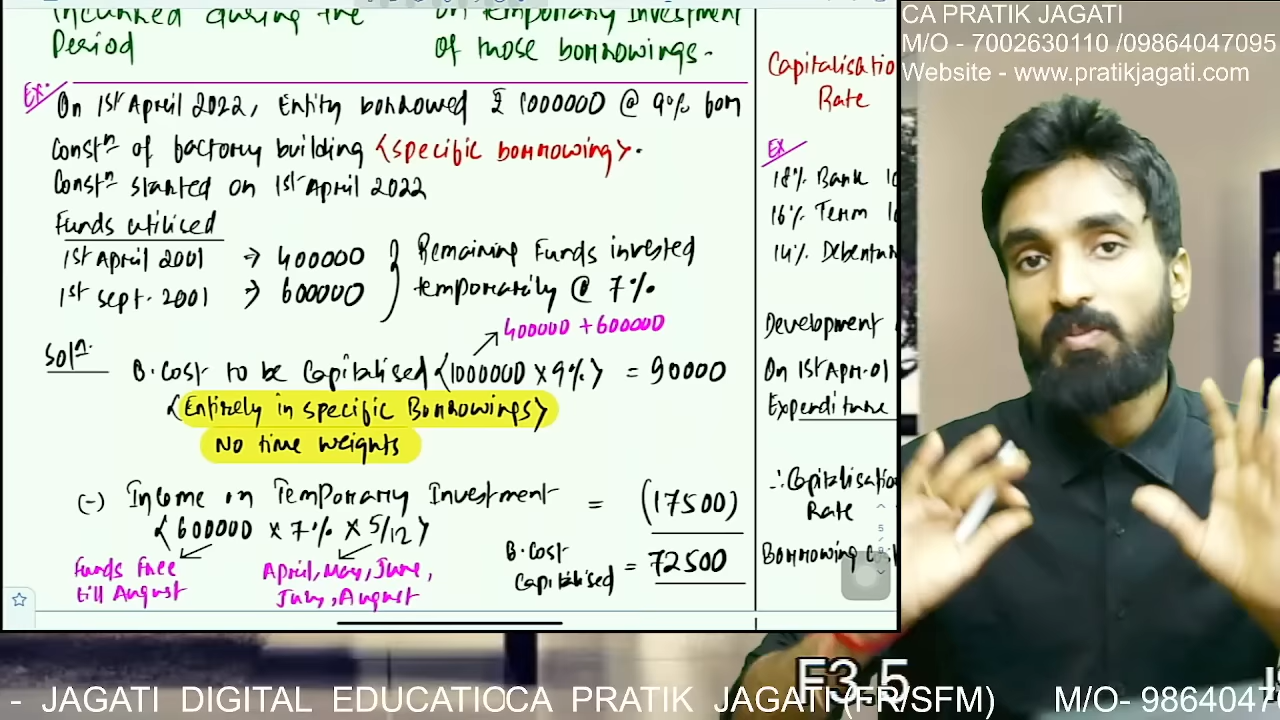 incurred during the
Period
on temporary investment
of those borrowings.
Ex:
On 1st April 2022, Entity borrowed ₹ 1000000 @ 9% for
Constn of factory building <specific borrowing>.
Constn started on 1st April 2022
Funds utilised
1st April 2001 → 400000
1st Sept. 2001 → 600000
Remaining Funds invested
temporarily @ 7%
400000 + 600000
Soln.
B.Cost to be Capitalised <1000000 x 9%> = 90000
<Entirely in specific Borrowings>
No time weights
(-) Income on Temporary Investment = (17500)
<600000 x 7% x 5/12>
Funds free
till August
April, May, June,
July, August
B.Cost
Capitalised = 72500
Capitalisatio
Rate
Ex
18% Bank lo
16% Term l
14% Debentur
Development
On 1st Apr-01
Expenditure
∴ Capitalisation
Rate
Borrowing c
CA PRATIK JAGATI
M/O - 7002630110 /09864047095
Website - www.pratikjagati.com
F3.5
- JAGATI DIGITAL EDUCATIOCA PRATIK JAGATI (FR/SFM) M/O- 9864047